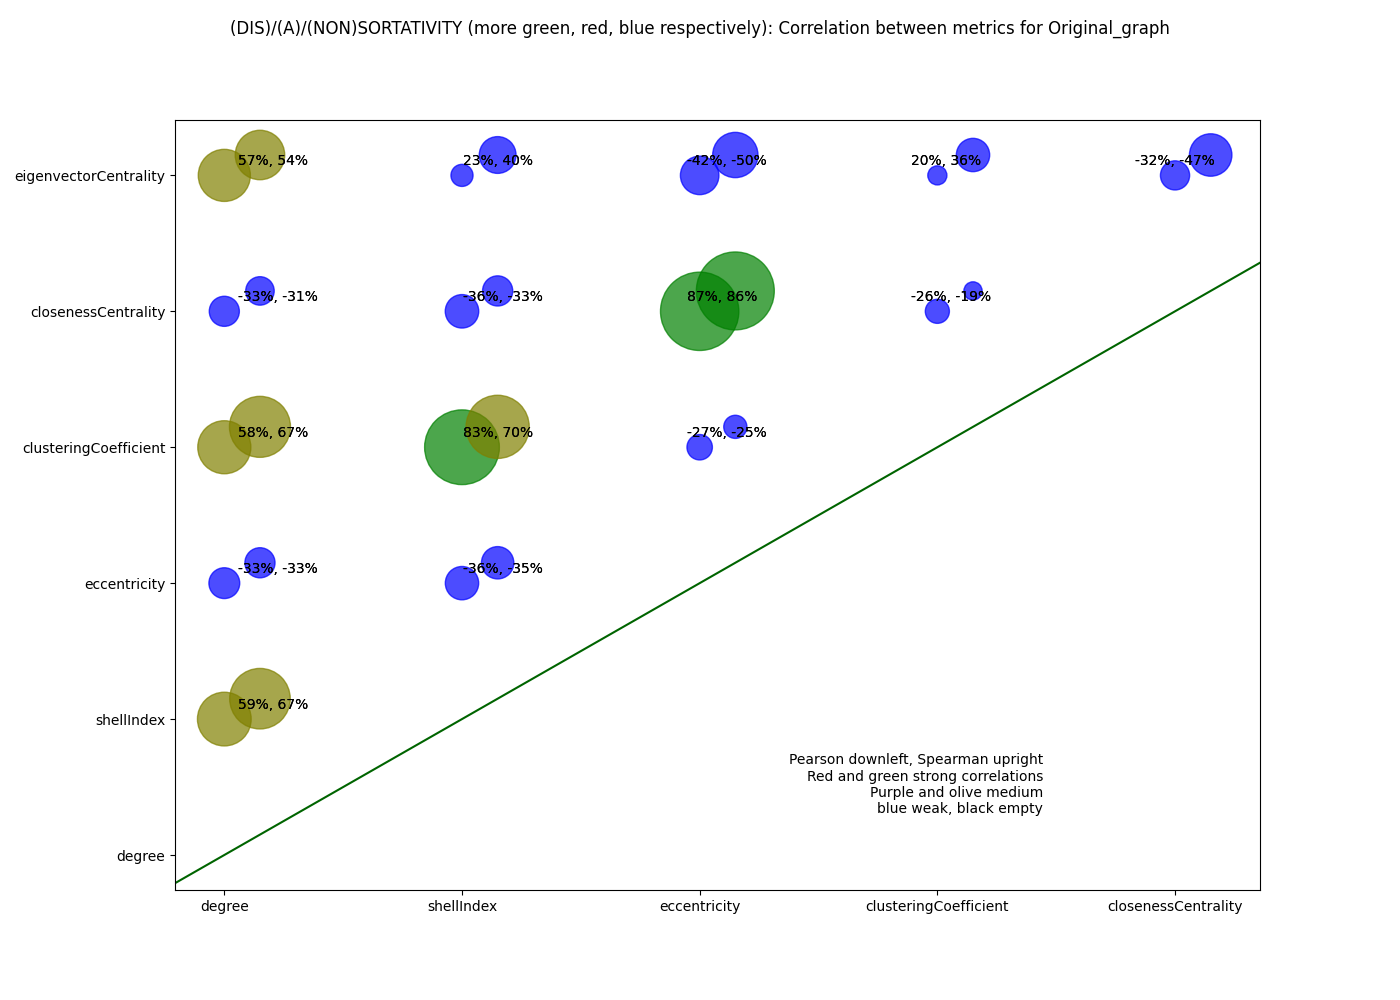 (DIS)/(A)/(NON)SORTATIVITY (more green, red, blue respectively): Correlation between metrics for Original_graph
eigenvectorCentrality
57%, 54%
23%, 40%
-42%, -50%
20%, 36%
-32%, -47%
closenessCentrality
-33%, -31%
-36%, -33%
87%, 86%
-26%, -19%
clusteringCoefficient
58%, 67%
83%, 70%
-27%, -25%
eccentricity
-33%, -33%
-36%, -35%
shellIndex
59%, 67%
Pearson downleft, Spearman upright
Red and green strong correlations
Purple and olive medium
blue weak, black empty
degree
degree
shellIndex
eccentricity
clusteringCoefficient
closenessCentrality